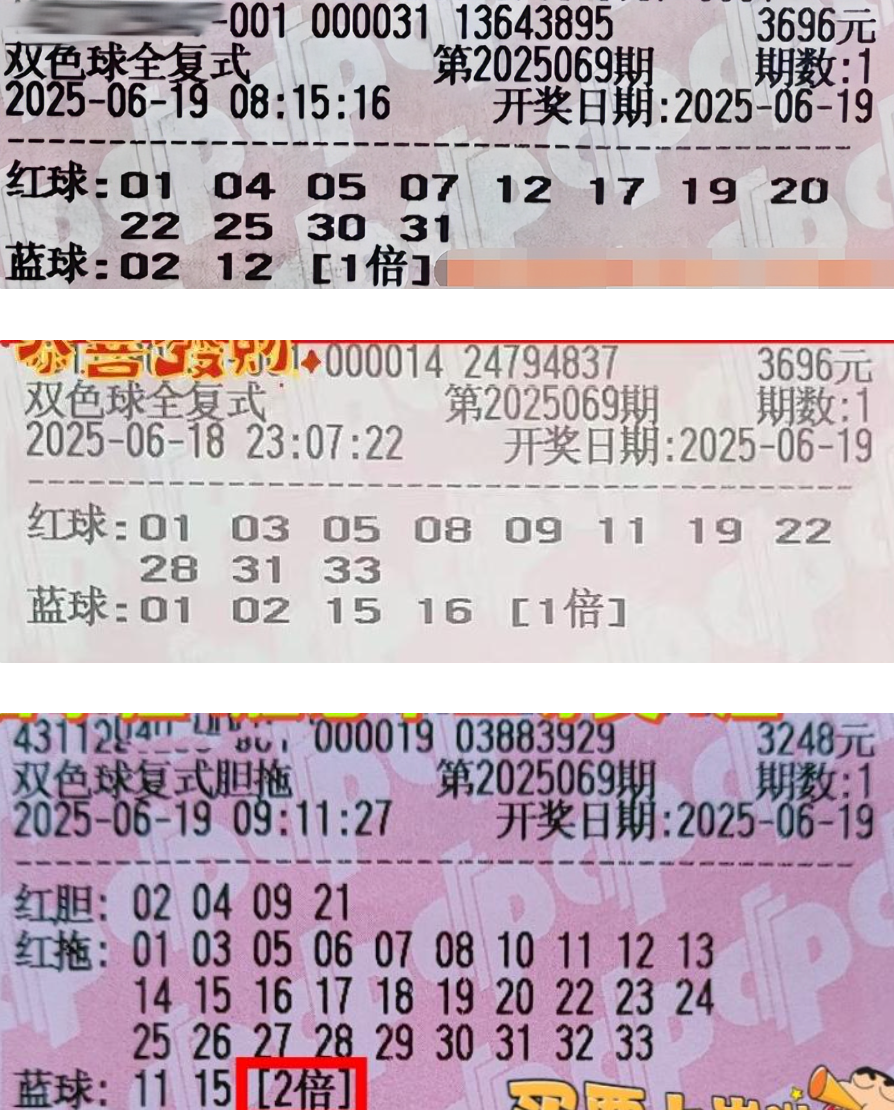 -001 000031 13643895 3696元
双色球全复式 第2025069期 期数:1
2025-06-19 08:15:16 开奖日期:2025-06-19
红球:01 04 05 07 12 17 19 20
22 25 30 31
蓝球:02 12 [1倍]
恭喜發財
000014 24794837 3696元
双色球全复式 第2025069期 期数:1
2025-06-18 23:07:22 开奖日期:2025-06-19
红球:01 03 05 08 09 11 19 22
28 31 33
蓝球:01 02 15 16 [1倍]
000019 03883929 3248元
双色球复式胆拖 第2025069期 期数:1
2025-06-19 09:11:27 开奖日期:2025-06-19
红胆: 02 04 09 21
红拖: 01 03 05 06 07 08 10 11 12 13
14 15 16 17 18 19 20 22 23 24
25 26 27 28 29 30 31 32 33
蓝球: 11 15 [2倍]